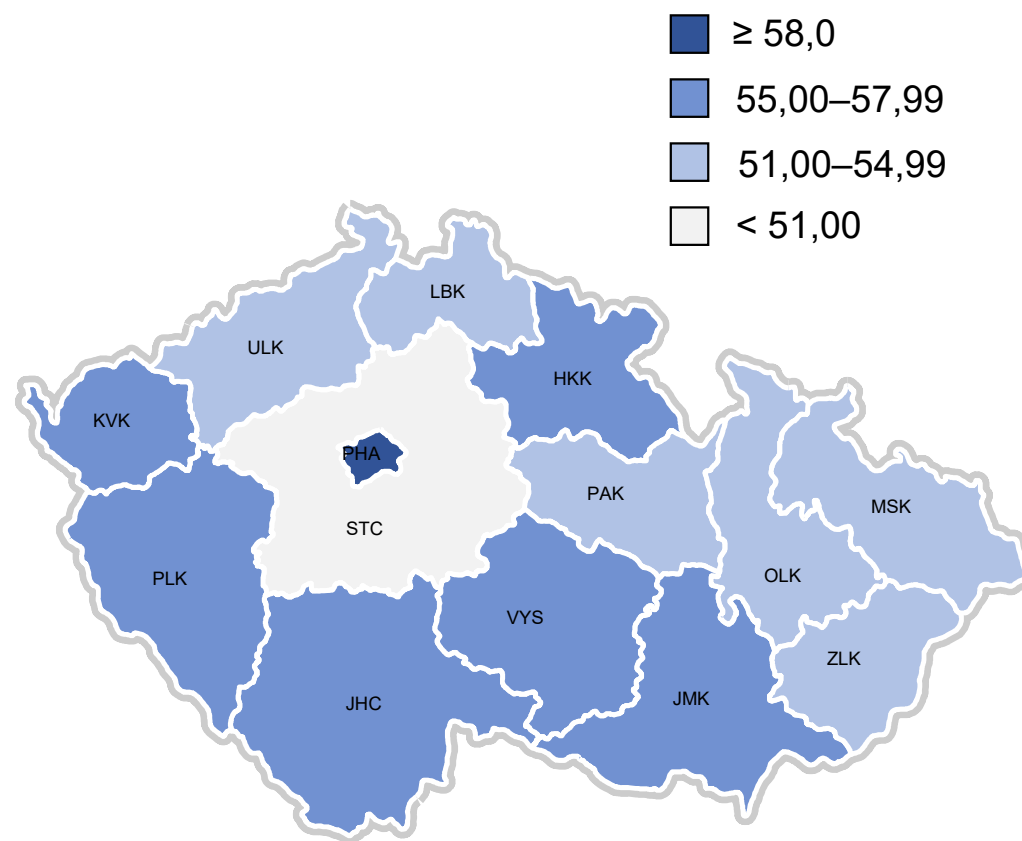 ≥ 58,0
55,00–57,99
51,00–54,99
< 51,00
LBK
ULK
HKK
KVK
PHA
PAK
MSK
STC
OLK
PLK
VYS
ZLK
JMK
JHC